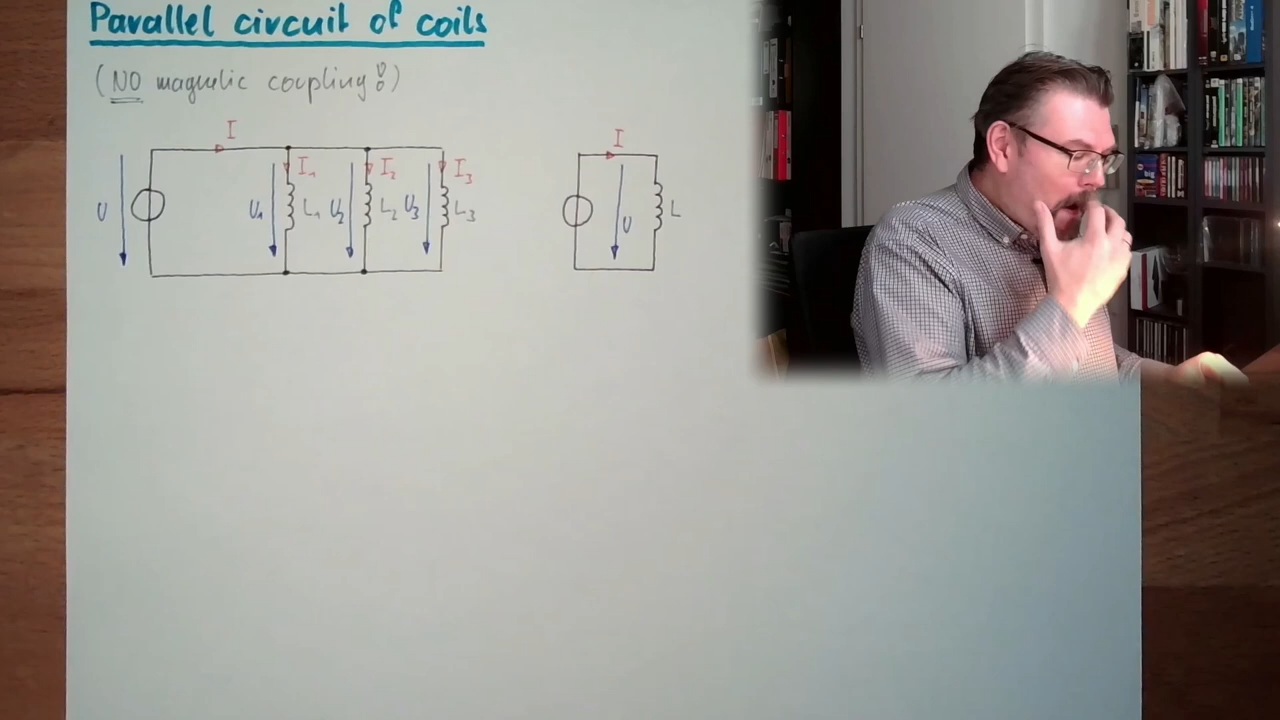 Parallel circuit of coils
(NO magnetic coupling!)
I
I
U
U₁
I₁
L₁
U₂
I₂
L₂
U₃
I₃
L₃
U
L